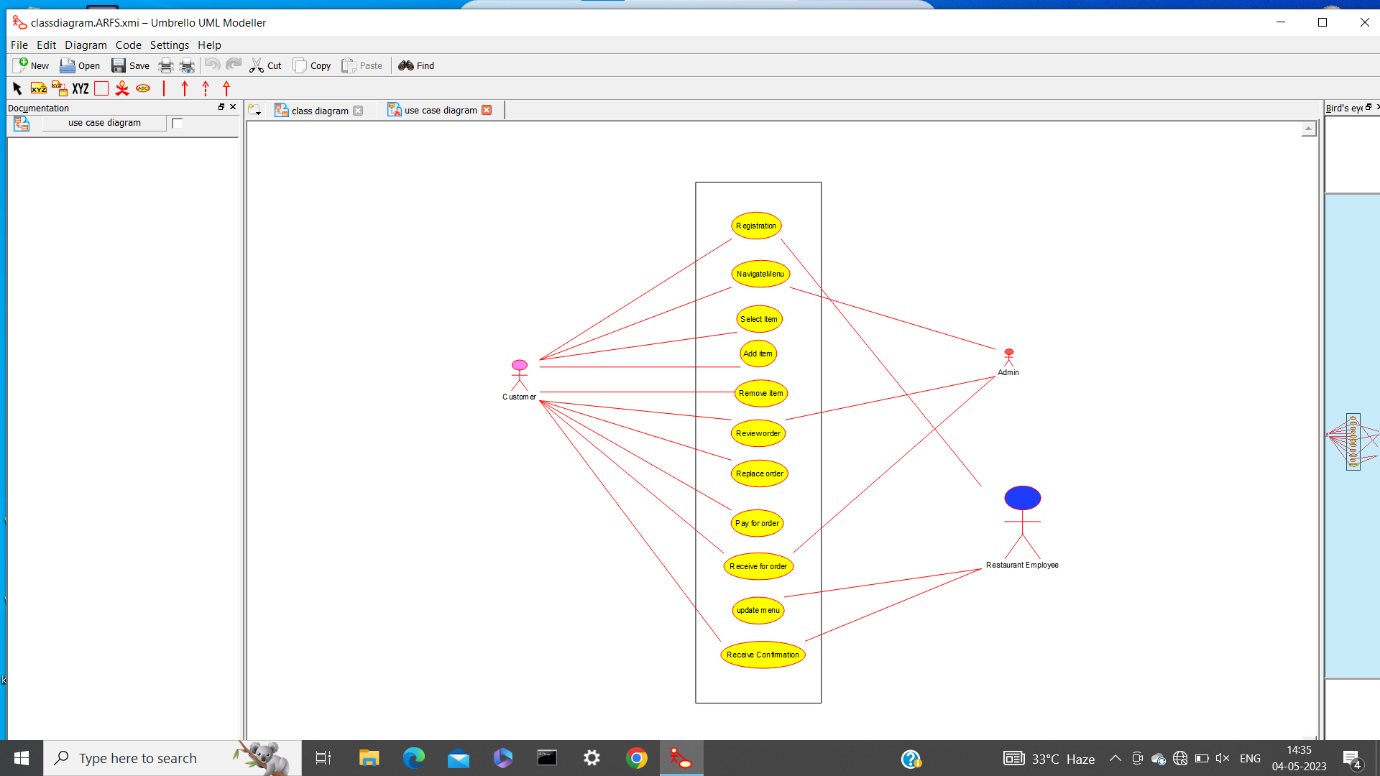 classdiagram.ARFS.xmi – Umbrello UML Modeller
File Edit Diagram Code Settings Help
New Open Save Cut Copy Paste Find
XYZ
Documentation
use case diagram
class diagram
use case diagram
Bird's eye
Registration
NavigateMenu
Select item
Add item
Remove item
Customer
Admin
Review order
Replace order
Pay for order
Receive for order
Restaurant Employee
update menu
Receive Confirmation
Type here to search
33°C Haze
ENG
14:35
04-05-2023
4